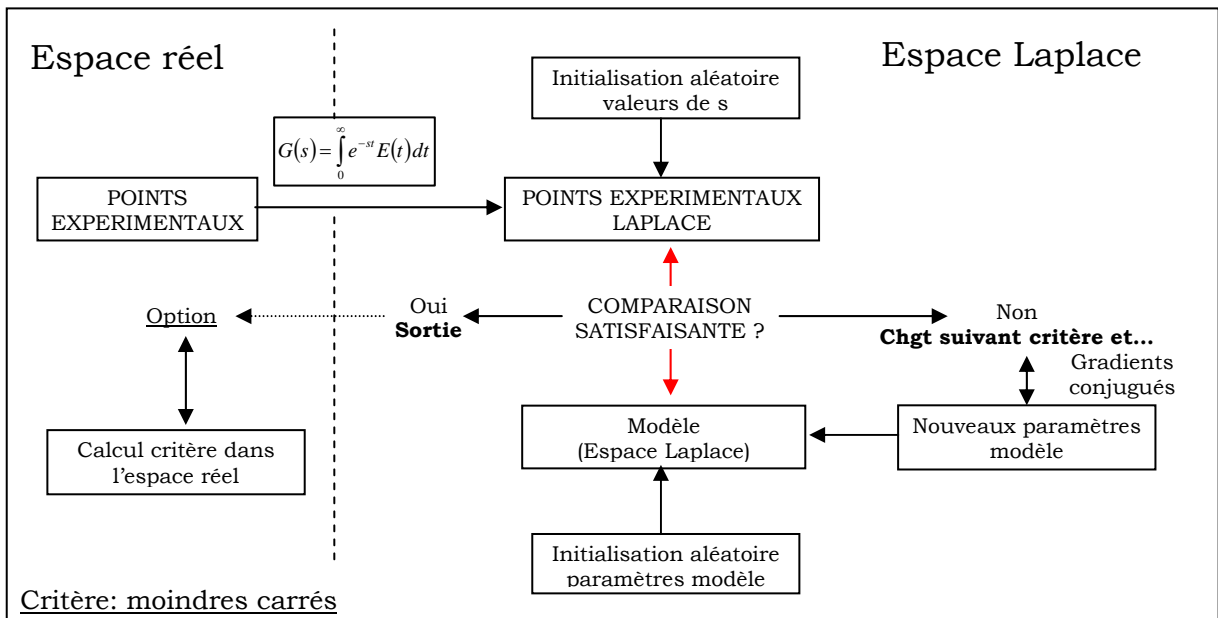 Espace réel
Espace Laplace
Initialisation aléatoire
valeurs de s
G(s) = ∫₀^∞ e^{-st} E(t)dt
POINTS
EXPERIMENTAUX
POINTS EXPERIMENTAUX
LAPLACE
Option
Oui
Sortie
COMPARAISON
SATISFAISANTE ?
Non
Chgt suivant critère et...
Gradients
conjugués
Calcul critère dans
l'espace réel
Modèle
(Espace Laplace)
Nouveaux paramètres
modèle
Initialisation aléatoire
paramètres modèle
Critère: moindres carrés